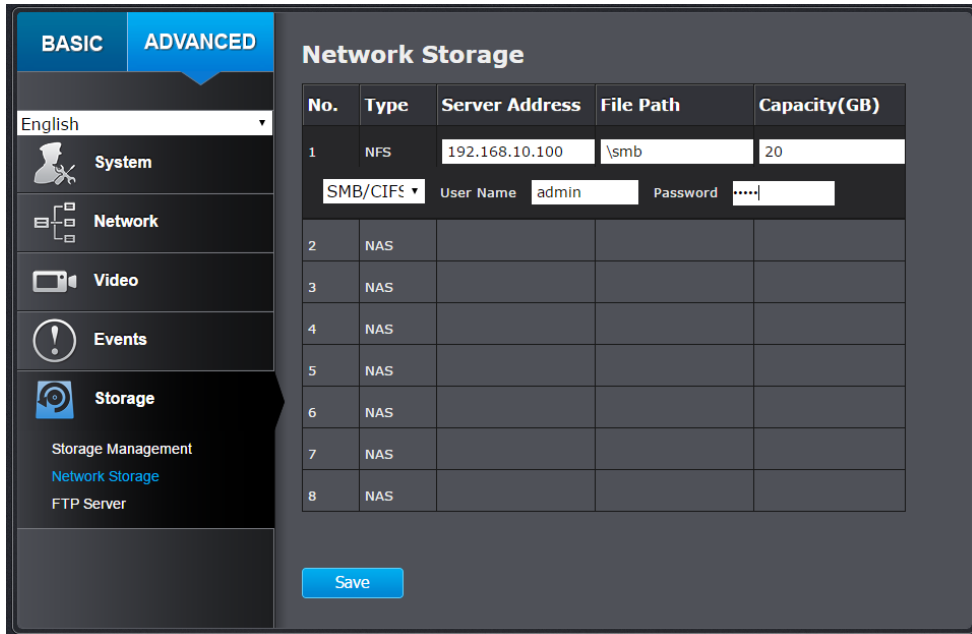 BASIC ADVANCED
English
System
Network
Video
Events
Storage
Storage Management
Network Storage
FTP Server
Network Storage
No. Type Server Address File Path Capacity(GB)
1 NFS 192.168.10.100 \smb 20
SMB/CIFS User Name admin Password •••••
2 NAS
3 NAS
4 NAS
5 NAS
6 NAS
7 NAS
8 NAS
Save